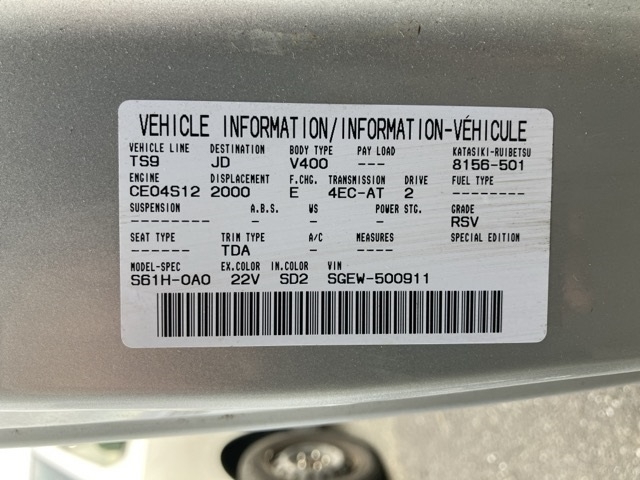 VEHICLE INFORMATION/INFORMATION-VÉHICULE
VEHICLE LINE DESTINATION BODY TYPE PAY LOAD KATASIKI-RUIBETSU
TS9 JD V400 --- 8156-501
ENGINE DISPLACEMENT F.CHG. TRANSMISSION DRIVE FUEL TYPE
CE04S12 2000 E 4EC-AT 2 -------
SUSPENSION A.B.S. WS POWER STG. GRADE
------- - - - RSV
SEAT TYPE TRIM TYPE A/C MEASURES SPECIAL EDITION
------ TDA - ----
MODEL-SPEC EX.COLOR IN.COLOR VIN
S61H-0A0 22V SD2 SGEW-500911